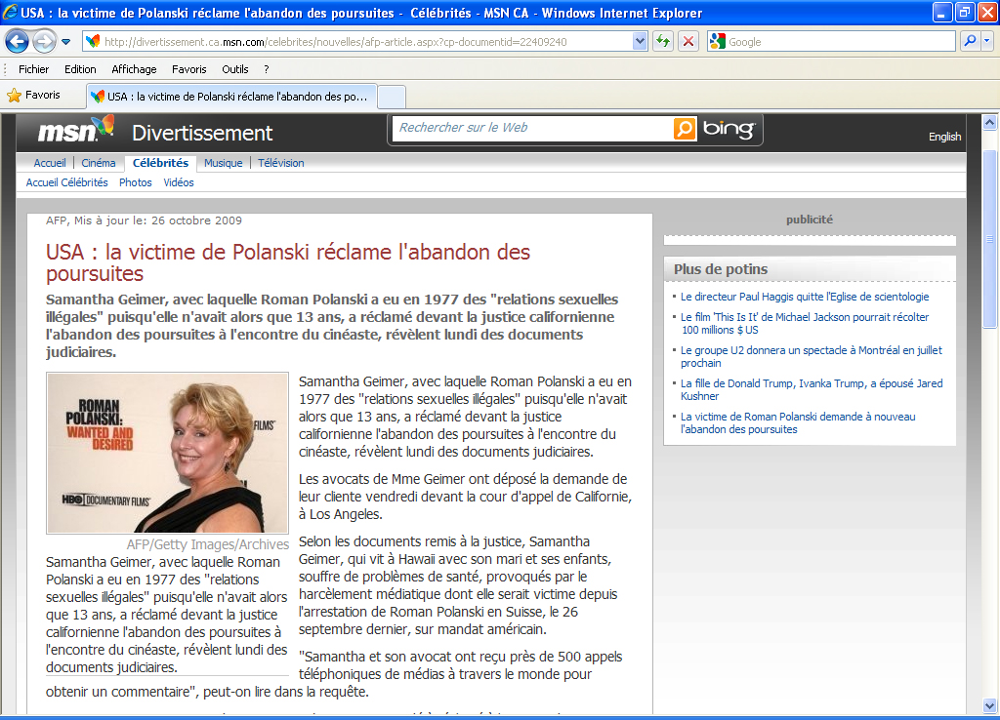 USA : la victime de Polanski réclame l'abandon des poursuites - Célébrités - MSN CA - Windows Internet Explorer
http://divertissement.ca.msn.com/celebrites/nouvelles/afp-article.aspx?cp-documentid=22409240
Google
Fichier Edition Affichage Favoris Outils ?
Favoris
USA : la victime de Polanski réclame l'abandon des po...
msn Divertissement
Rechercher sur le Web
bing
English
Accueil Cinéma Célébrités Musique Télévision
Accueil Célébrités Photos Vidéos
AFP, Mis à jour le: 26 octobre 2009
USA : la victime de Polanski réclame l'abandon des
poursuites
Samantha Geimer, avec laquelle Roman Polanski a eu en 1977 des "relations sexuelles
illégales" puisqu'elle n'avait alors que 13 ans, a réclamé devant la justice californienne
l'abandon des poursuites à l'encontre du cinéaste, révèlent lundi des documents
judiciaires.
ROMAN
POLANSKI:
WANTED AND
DESIRED
FILMS
HBO DOCUMENTARY FILMS
AFP/Getty Images/Archives
Samantha Geimer, avec laquelle Roman
Polanski a eu en 1977 des "relations
sexuelles illégales" puisqu'elle n'avait alors
que 13 ans, a réclamé devant la justice
californienne l'abandon des poursuites à
l'encontre du cinéaste, révèlent lundi des
documents judiciaires.
Samantha Geimer, avec laquelle Roman Polanski a eu en
1977 des "relations sexuelles illégales" puisqu'elle n'avait
alors que 13 ans, a réclamé devant la justice
californienne l'abandon des poursuites à l'encontre du
cinéaste, révèlent lundi des documents judiciaires.
Les avocats de Mme Geimer ont déposé la demande de
leur cliente vendredi devant la cour d'appel de Californie,
à Los Angeles.
Selon les documents remis à la justice, Samantha
Geimer, qui vit à Hawaii avec son mari et ses enfants,
souffre de problèmes de santé, provoqués par le
harcèlement médiatique dont elle serait victime depuis
l'arrestation de Roman Polanski en Suisse, le 26
septembre dernier, sur mandat américain.
"Samantha et son avocat ont reçu près de 500 appels
téléphoniques de médias à travers le monde pour
obtenir un commentaire", peut-on lire dans la requête.
publicité
Plus de potins
Le directeur Paul Haggis quitte l'Eglise de scientologie
Le film 'This Is It' de Michael Jackson pourrait récolter
100 millions $ US
Le groupe U2 donnera un spectacle à Montréal en juillet
prochain
La fille de Donald Trump, Ivanka Trump, a épousé Jared
Kushner
La victime de Roman Polanski demande à nouveau
l'abandon des poursuites